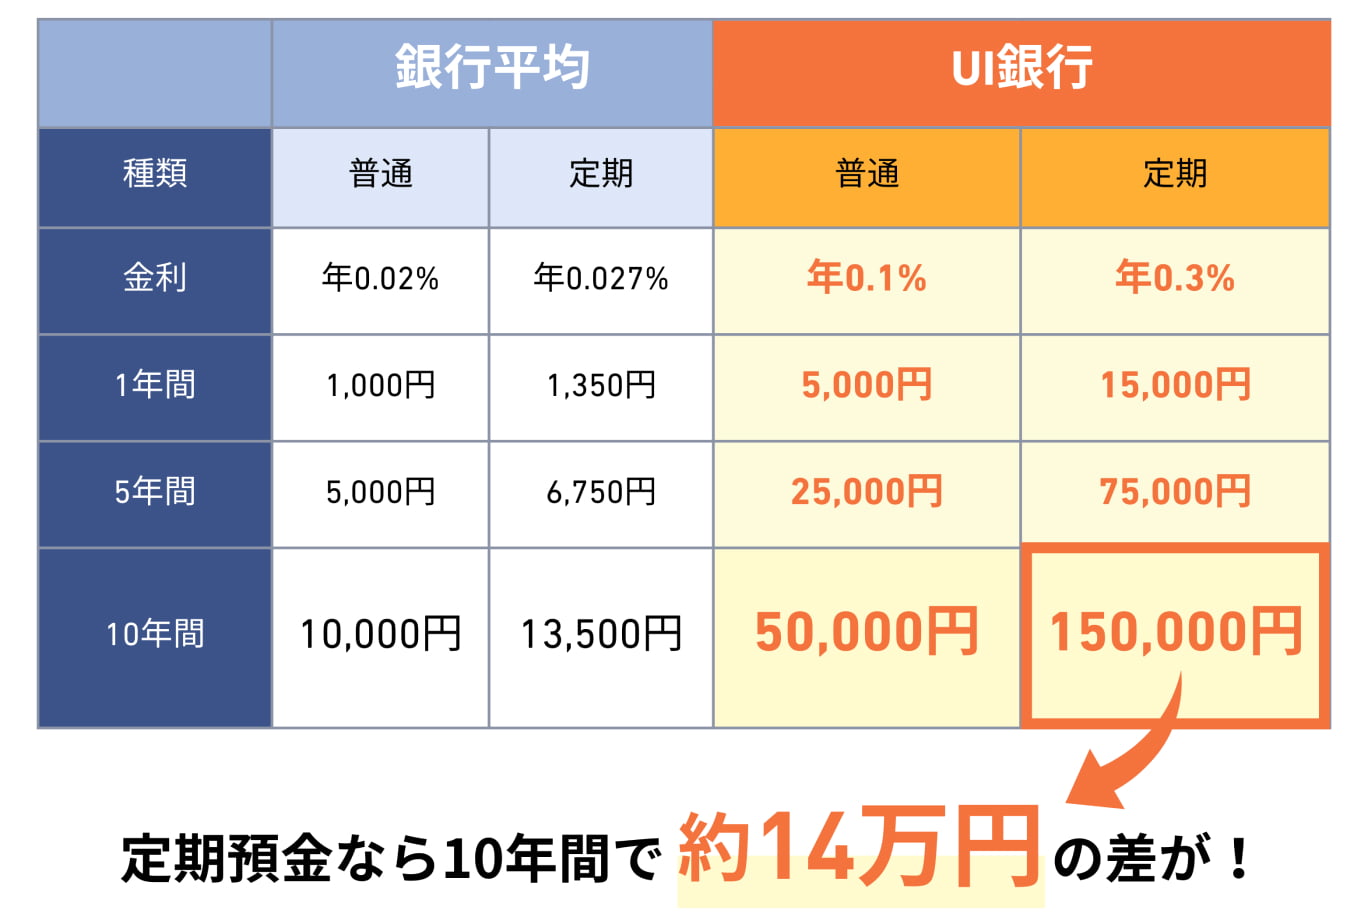 銀行平均 UI銀行
種類 普通 定期 普通 定期
金利 年0.02% 年0.027% 年0.1% 年0.3%
1年間 1,000円 1,350円 5,000円 15,000円
5年間 5,000円 6,750円 25,000円 75,000円
10年間 10,000円 13,500円 50,000円 150,000円
定期預金なら10年間で約14万円の差が！